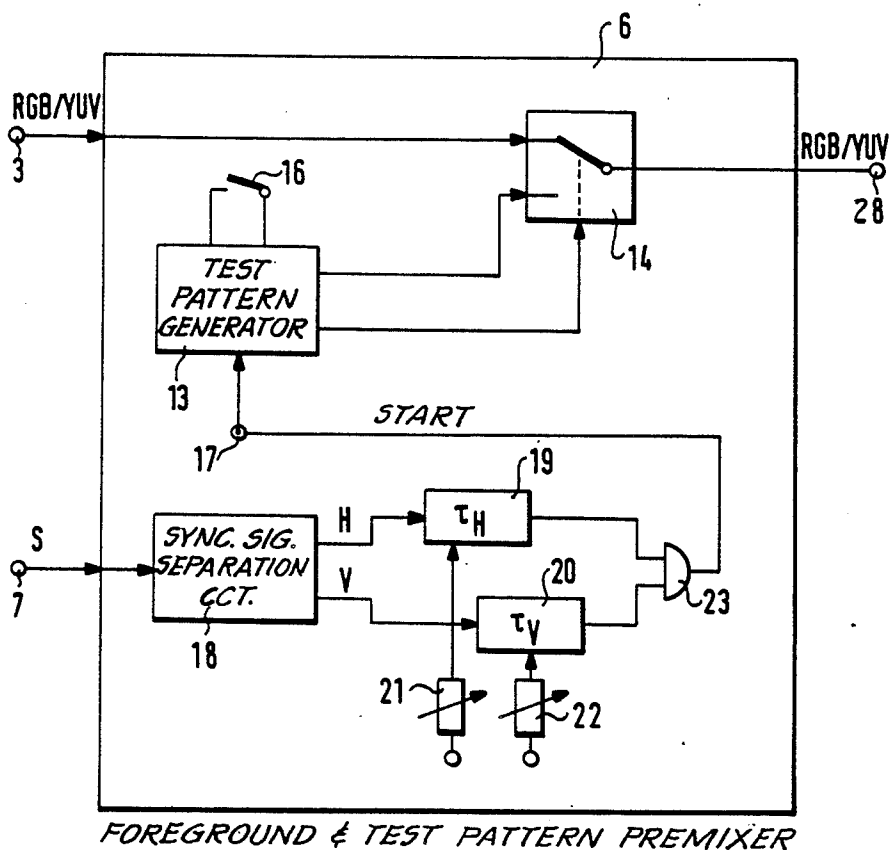 6
RGB/YUV
3
RGB/YUV
28
16
14
TEST
PATTERN
GENERATOR
13
START
17
19
τH
S
7
SYNC. SIG.
SEPARATION
CCT.
18
H
V
20
τV
23
21
22
FOREGROUND & TEST PATTERN PREMIXER